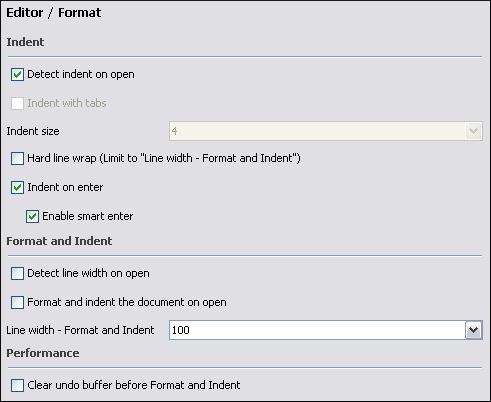 Editor / Format
Indent
Detect indent on open
Indent with tabs
Indent size 4
Hard line wrap (Limit to "Line width - Format and Indent")
Indent on enter
Enable smart enter
Format and Indent
Detect line width on open
Format and indent the document on open
Line width - Format and Indent 100
Performance
Clear undo buffer before Format and Indent